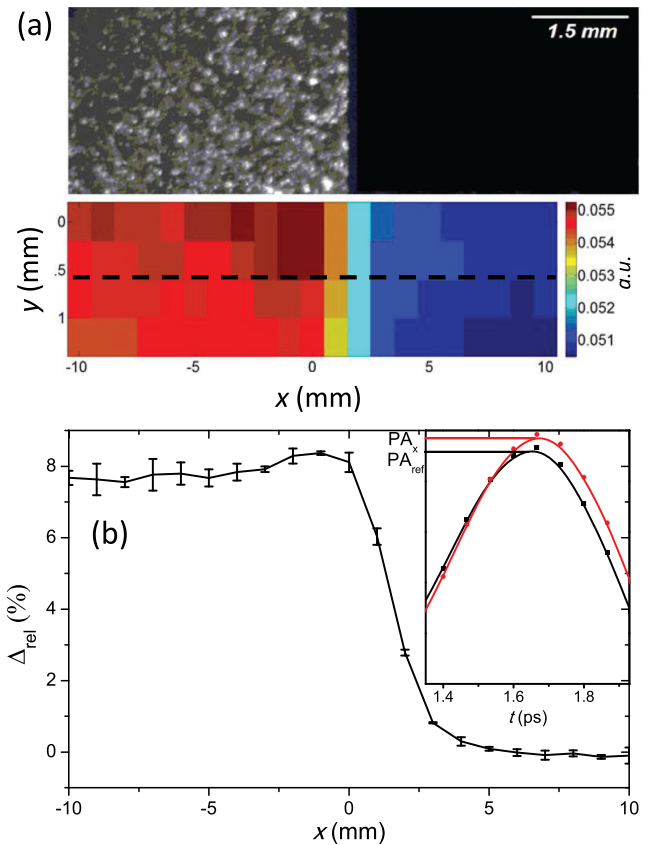 (a)
1.5 mm
0
.5
1
y (mm)
-10
-5
0
5
10
x (mm)
0.055
0.054
0.053
0.052
0.051
a.u.
(b)
8
6
4
2
0
Δrel (%)
-10
-5
0
5
10
x (mm)
PAx
PAref
1.4
1.6
1.8
t (ps)